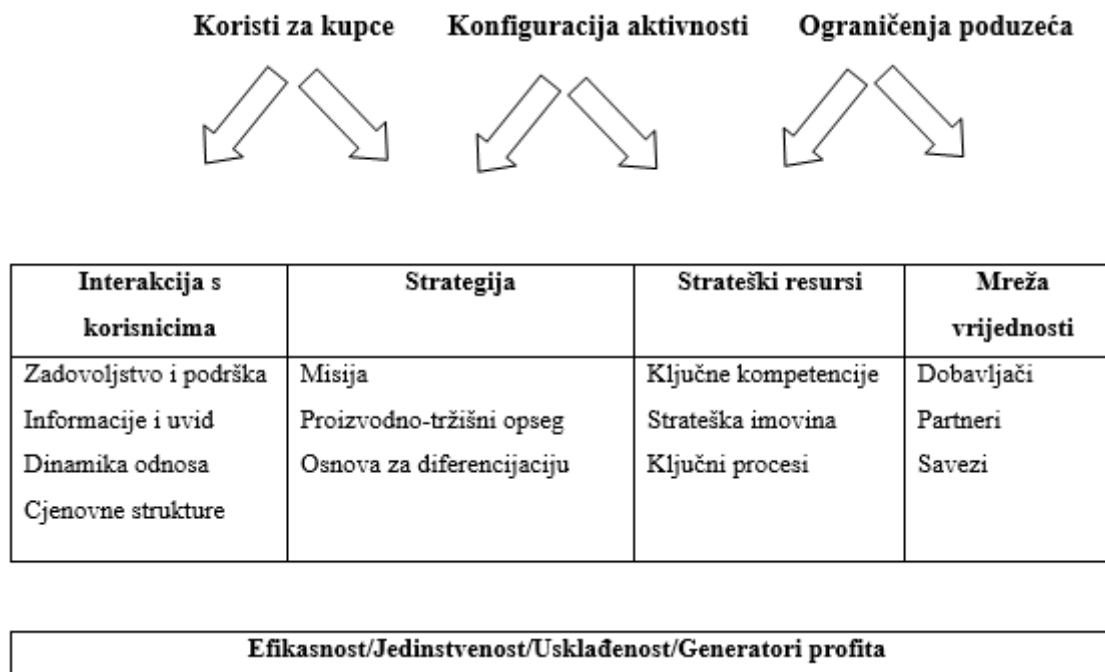 Koristi za kupce Konfiguracija aktivnosti Ograničenja poduzeća
Interakcija s korisnicima
Strategija
Strateški resursi
Mreža vrijednosti
Zadovoljstvo i podrška
Informacije i uvid
Dinamika odnosa
Cjenovne strukture
Misija
Proizvodno-tržišni opseg
Osnova za diferencijaciju
Ključne kompetencije
Strateška imovina
Ključni procesi
Dobavljači
Partneri
Savezi
Efikasnost/Jedinstvenost/Usklađenost/Generatori profita